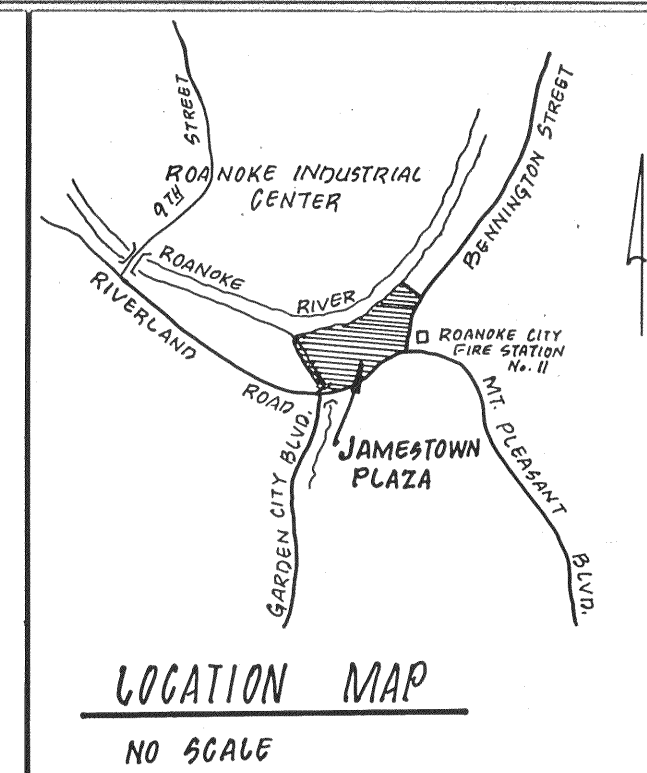 9TH STREET
ROANOKE INDUSTRIAL
CENTER
BENNINGTON STREET
ROANOKE
RIVER
RIVERLAND
ROAD
ROANOKE CITY
FIRE STATION
No. 11
MT. PLEASANT
BLVD.
GARDEN CITY BLVD.
JAMESTOWN
PLAZA
LOCATION MAP
NO SCALE